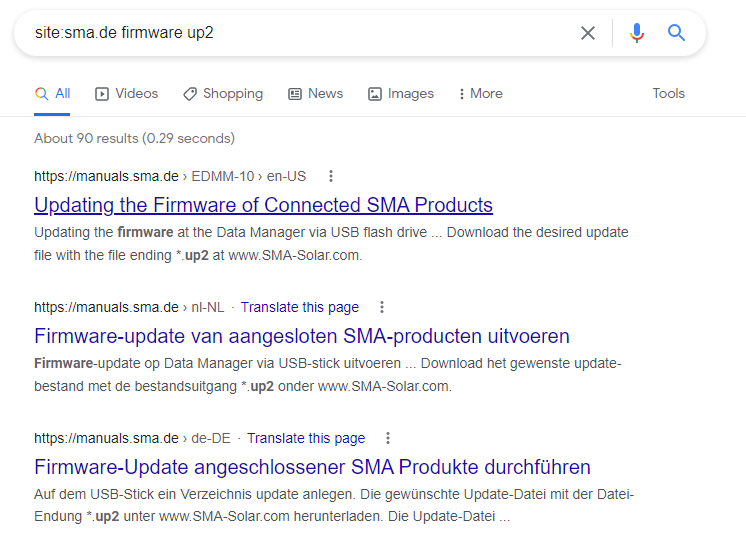 site:sma.de firmware up2
All Videos Shopping News Images More Tools
About 90 results (0.29 seconds)
https://manuals.sma.de › EDMM-10 › en-US
Updating the Firmware of Connected SMA Products
Updating the firmware at the Data Manager via USB flash drive ... Download the desired update
file with the file ending *.up2 at www.SMA-Solar.com.
https://manuals.sma.de › nl-NL · Translate this page
Firmware-update van aangesloten SMA-producten uitvoeren
Firmware-update op Data Manager via USB-stick uitvoeren ... Download het gewenste update-
bestand met de bestandsuitgang *.up2 onder www.SMA-Solar.com.
https://manuals.sma.de › de-DE · Translate this page
Firmware-Update angeschlossener SMA Produkte durchführen
Auf dem USB-Stick ein Verzeichnis update anlegen. Die gewünschte Update-Datei mit der Datei-
Endung *.up2 unter www.SMA-Solar.com herunterladen. Die Update-Datei ...